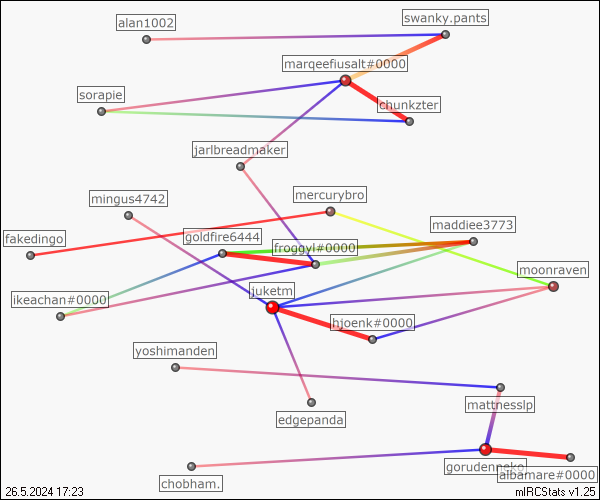 swanky.pants
alan1002
marqeefiusalt#0000
sorapie
chunkzter
jarlbreadmaker
mingus4742
mercurybro
maddiee3773
fakedingo
goldfire6444
froggyl#0000
moonraven
ikeachan#0000
juketm
hjoenk#0000
yoshimanden
mattnesslp
edgepanda
gorudenneko
albamare#0000
chobham.
26.5.2024 17:23
mIRCStats v1.25